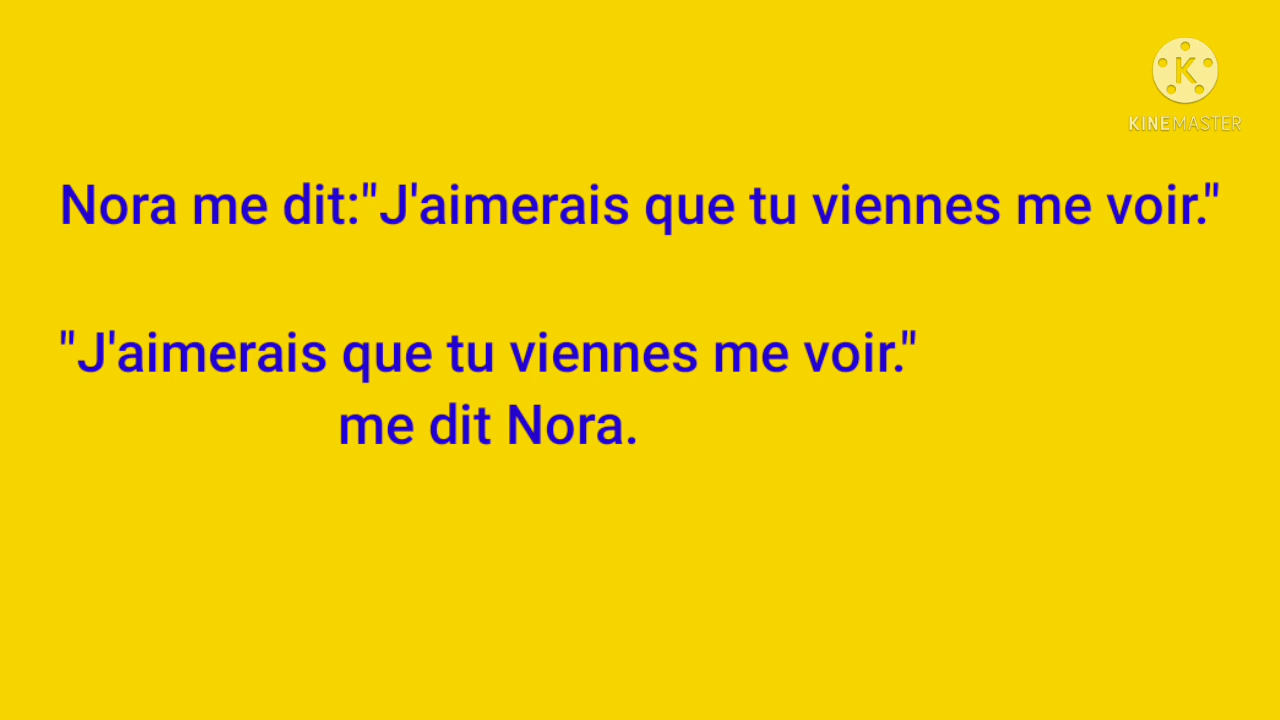 K
KINEMASTER
Nora me dit:"J'aimerais que tu viennes me voir."
"J'aimerais que tu viennes me voir."
me dit Nora.